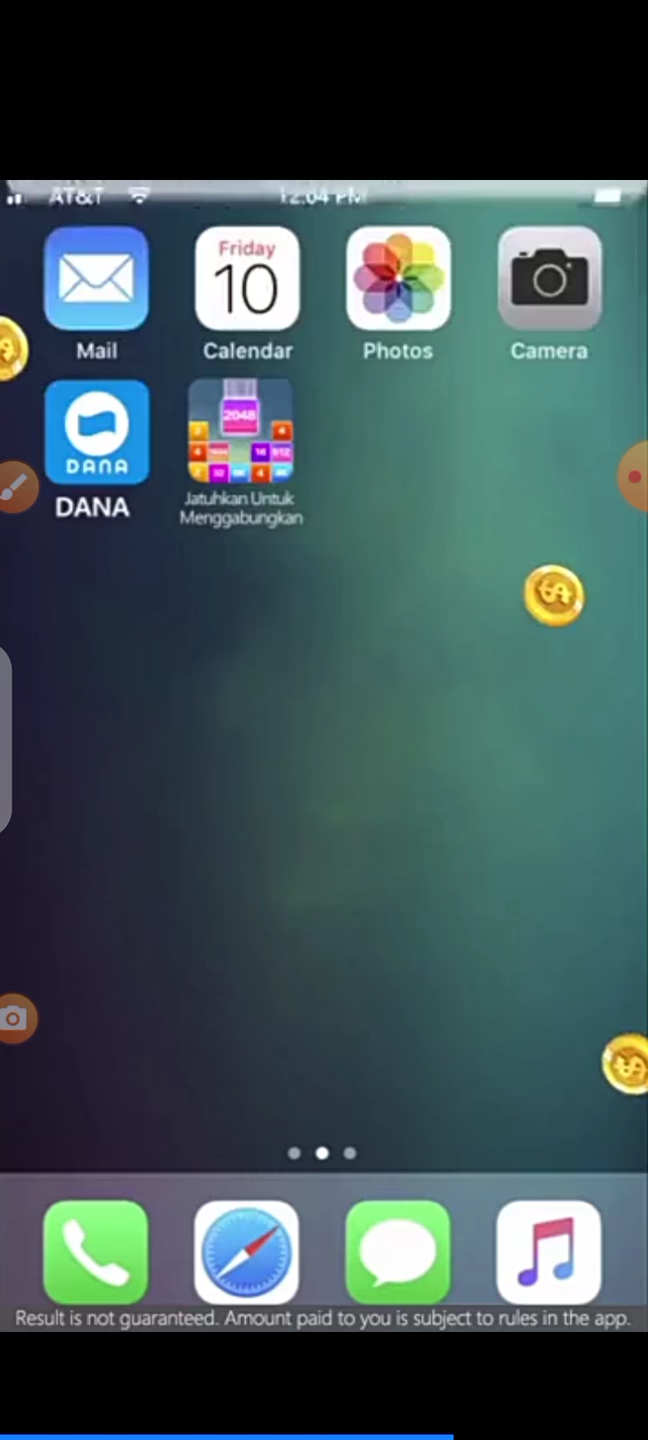 AT&T 12:04 PM
Friday
10
Mail Calendar Photos Camera
2048
DANA
DANA
Jatuhkan Untuk
Menggabungkan
Result is not guaranteed. Amount paid to you is subject to rules in the app.